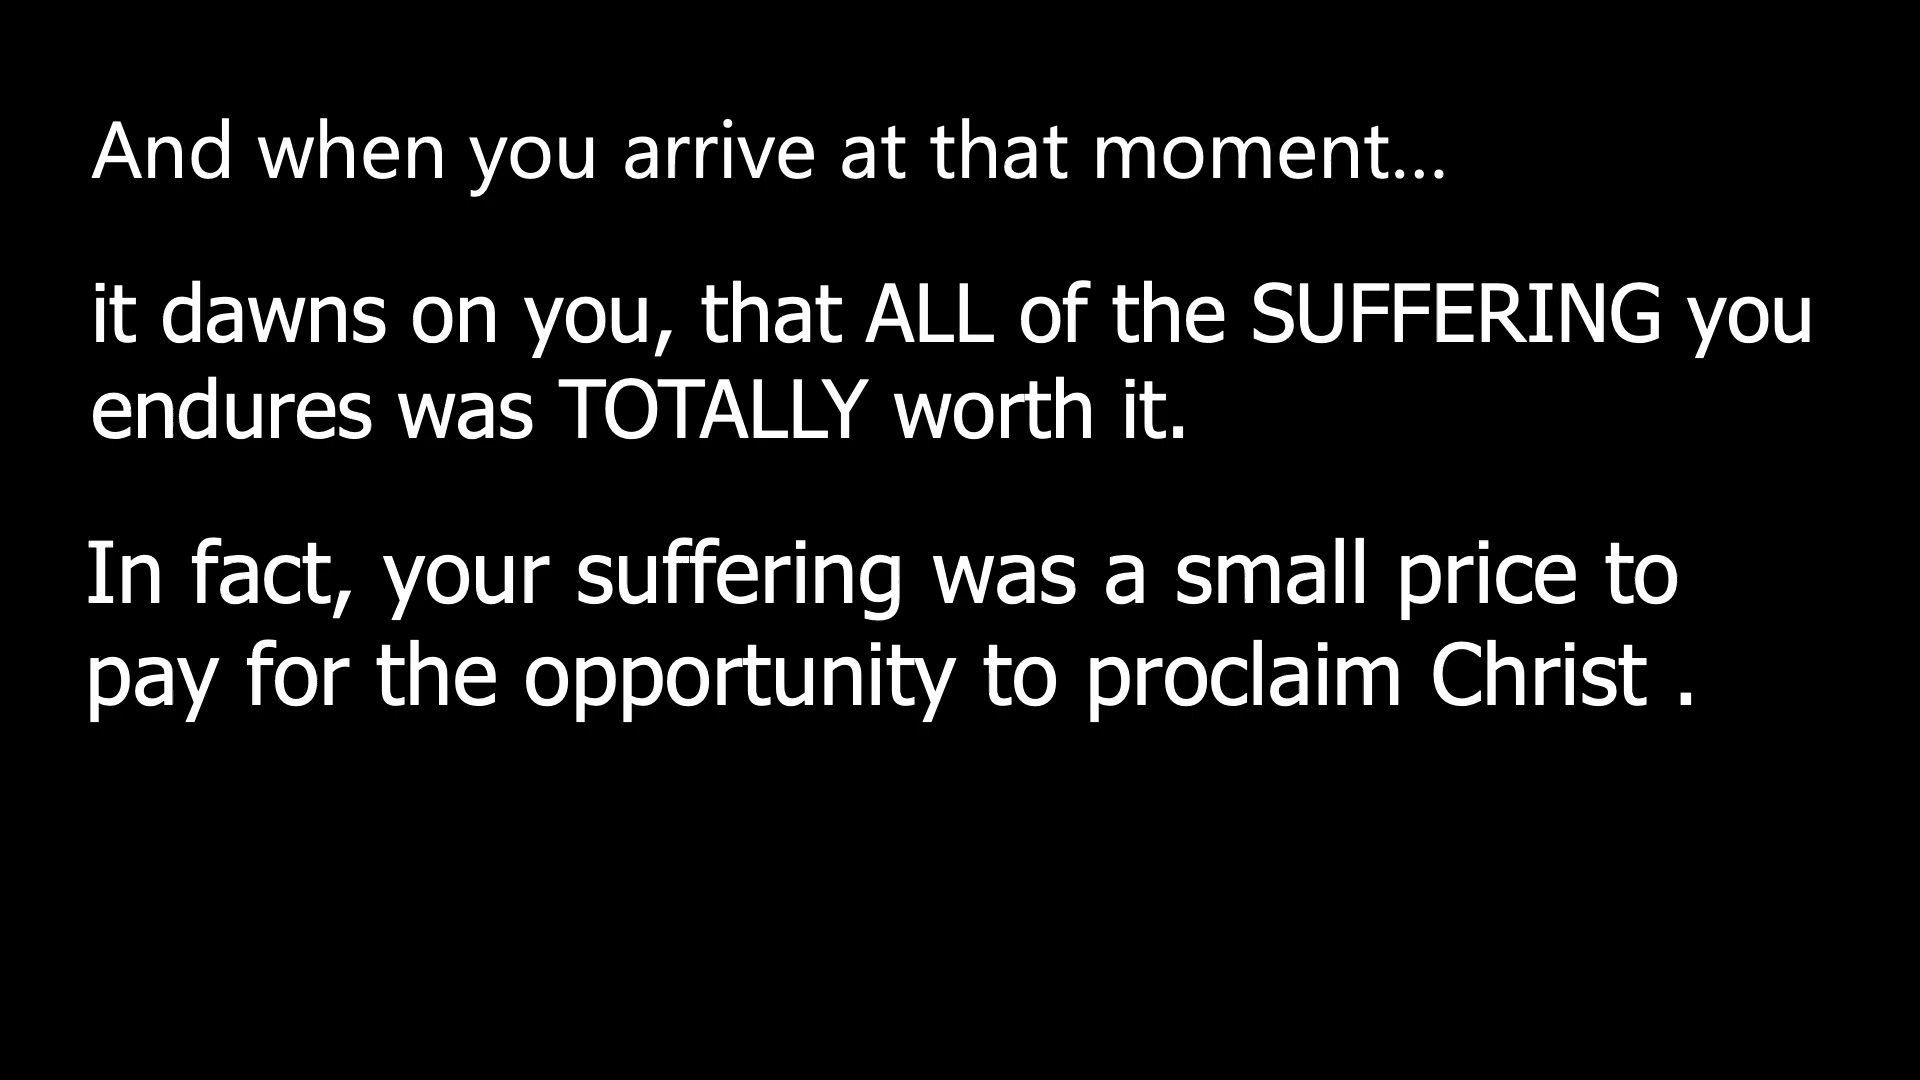 And when you arrive at that moment...
it dawns on you, that ALL of the SUFFERING you
endures was TOTALLY worth it.
In fact, your suffering was a small price to
pay for the opportunity to proclaim Christ .